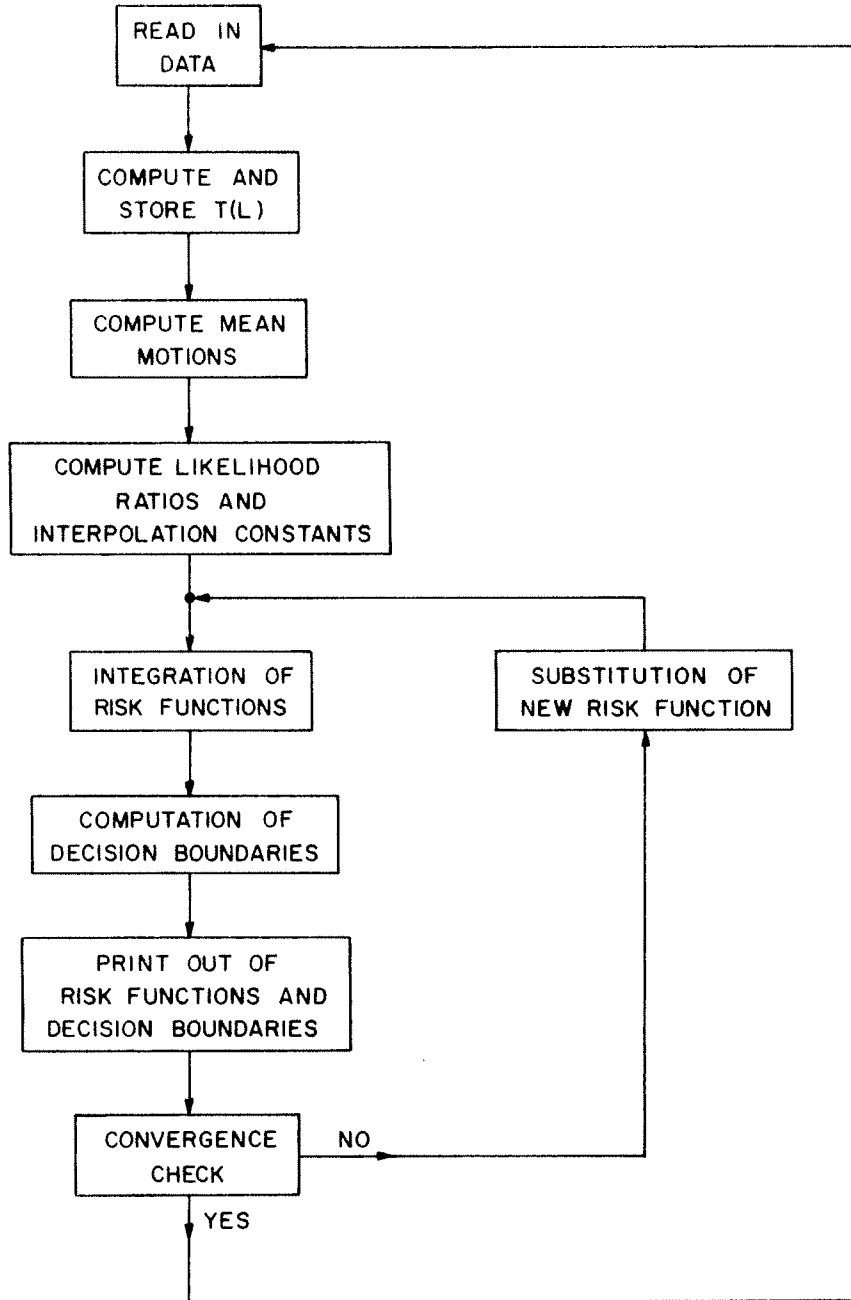 READ IN
DATA
COMPUTE AND
STORE T(L)
COMPUTE MEAN
MOTIONS
COMPUTE LIKELIHOOD
RATIOS AND
INTERPOLATION CONSTANTS
INTEGRATION OF
RISK FUNCTIONS
SUBSTITUTION OF
NEW RISK FUNCTION
COMPUTATION OF
DECISION BOUNDARIES
PRINT OUT OF
RISK FUNCTIONS AND
DECISION BOUNDARIES
CONVERGENCE
CHECK
NO
YES